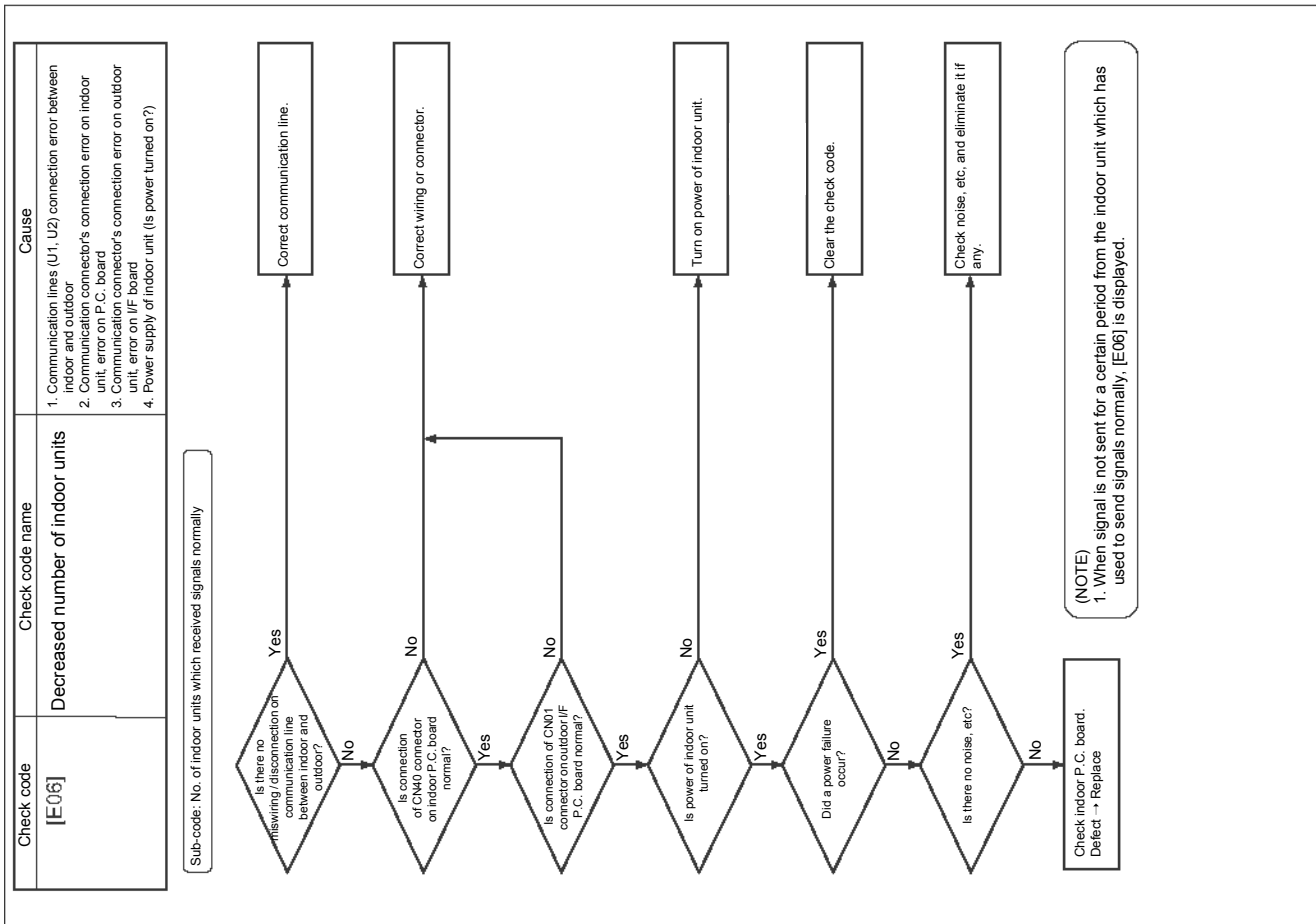 Check code
Check code name
Cause
[E06]
Decreased number of indoor units
1. Communication lines (U1, U2) connection error between
indoor and outdoor
2. Communication connector's connection error on indoor
unit, error on P.C. board
3. Communication connector's connection error on outdoor
unit, error on I/F board
4. Power supply of indoor unit (Is power turned on?)
Sub-code: No. of indoor units which received signals normally
Is there no
miswiring / disconnection on
communication line
between indoor and
outdoor?
Yes
Correct communication line.
No
Is connection
of CN40 connector
on indoor P.C. board
normal?
No
Correct wiring or connector.
Yes
Is connection of CN01
connector on outdoor I/F
P.C. board normal?
No
Yes
Is power of indoor unit
turned on?
No
Turn on power of indoor unit.
Yes
Did a power failure
occur?
Yes
Clear the check code.
No
Is there no noise, etc?
Yes
Check noise, etc, and eliminate it if
any.
No
Check indoor P.C. board.
Defect → Replace
(NOTE)
1. When signal is not sent for a certain period from the indoor unit which has
used to send signals normally, [E06] is displayed.